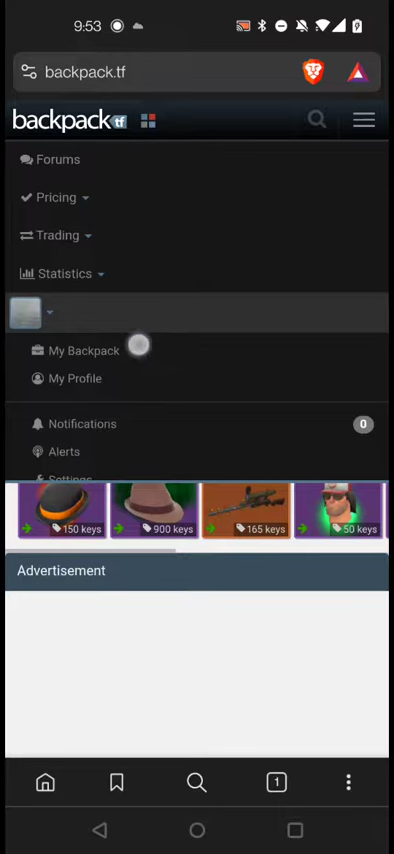 9:53
backpack.tf
backpack tf
Forums
Pricing
Trading
Statistics
My Backpack
My Profile
Notifications 0
Alerts
Settings
150 keys 900 keys 165 keys 50 keys
Advertisement
1